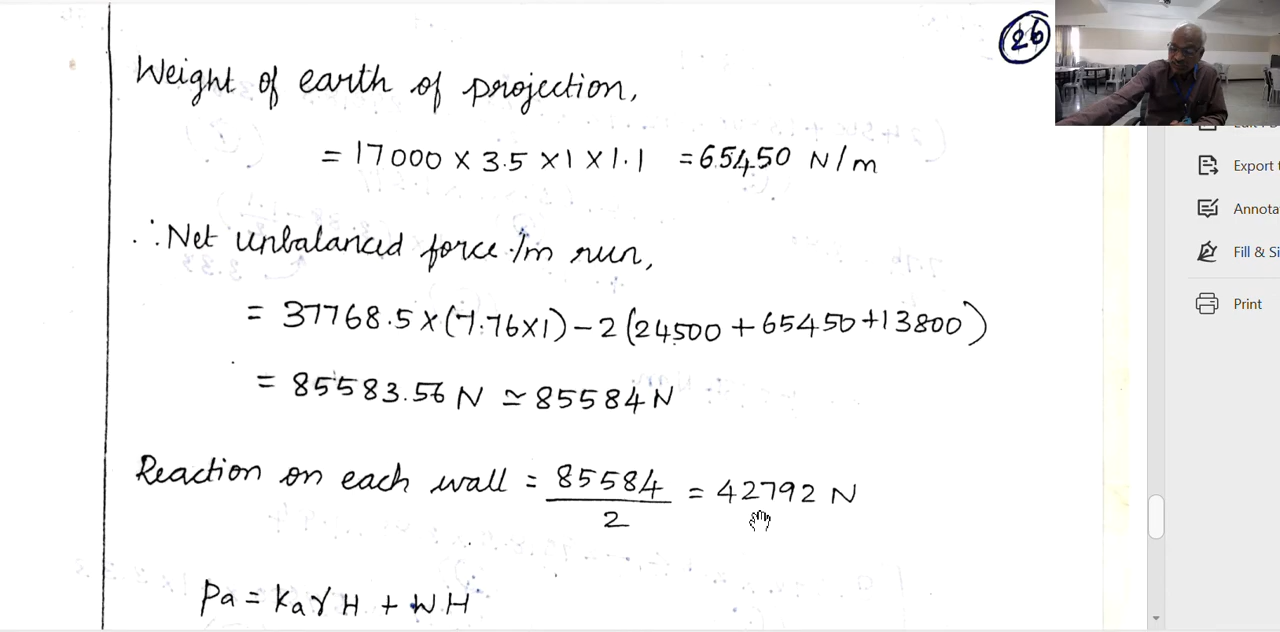 26
Weight of earth of projection,
= 17000 × 3.5 × 1 × 1.1 = 65450 N/m
∴ Net unbalanced force /m run,
= 37768.5 × (7.76×1) − 2 (24500 + 65450 + 13800)
= 85583.56 N ≃ 85584 N
Reaction on each wall = 85584/2 = 42792 N
Pa = Ka γ H + WH
Export t
Annota
Fill & Si
Print